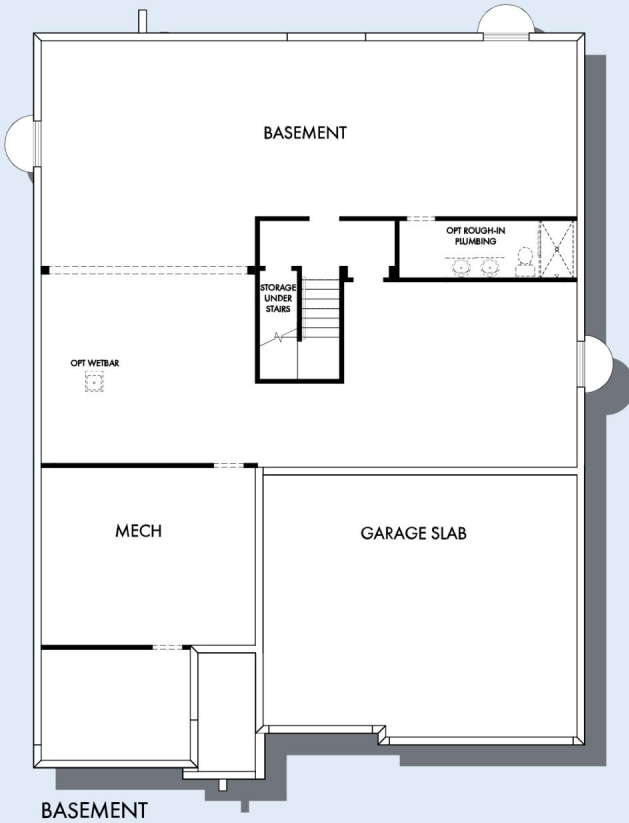 BASEMENT
OPT ROUGH-IN
PLUMBING
STORAGE
UNDER
STAIRS
OPT WETBAR
MECH
GARAGE SLAB
BASEMENT